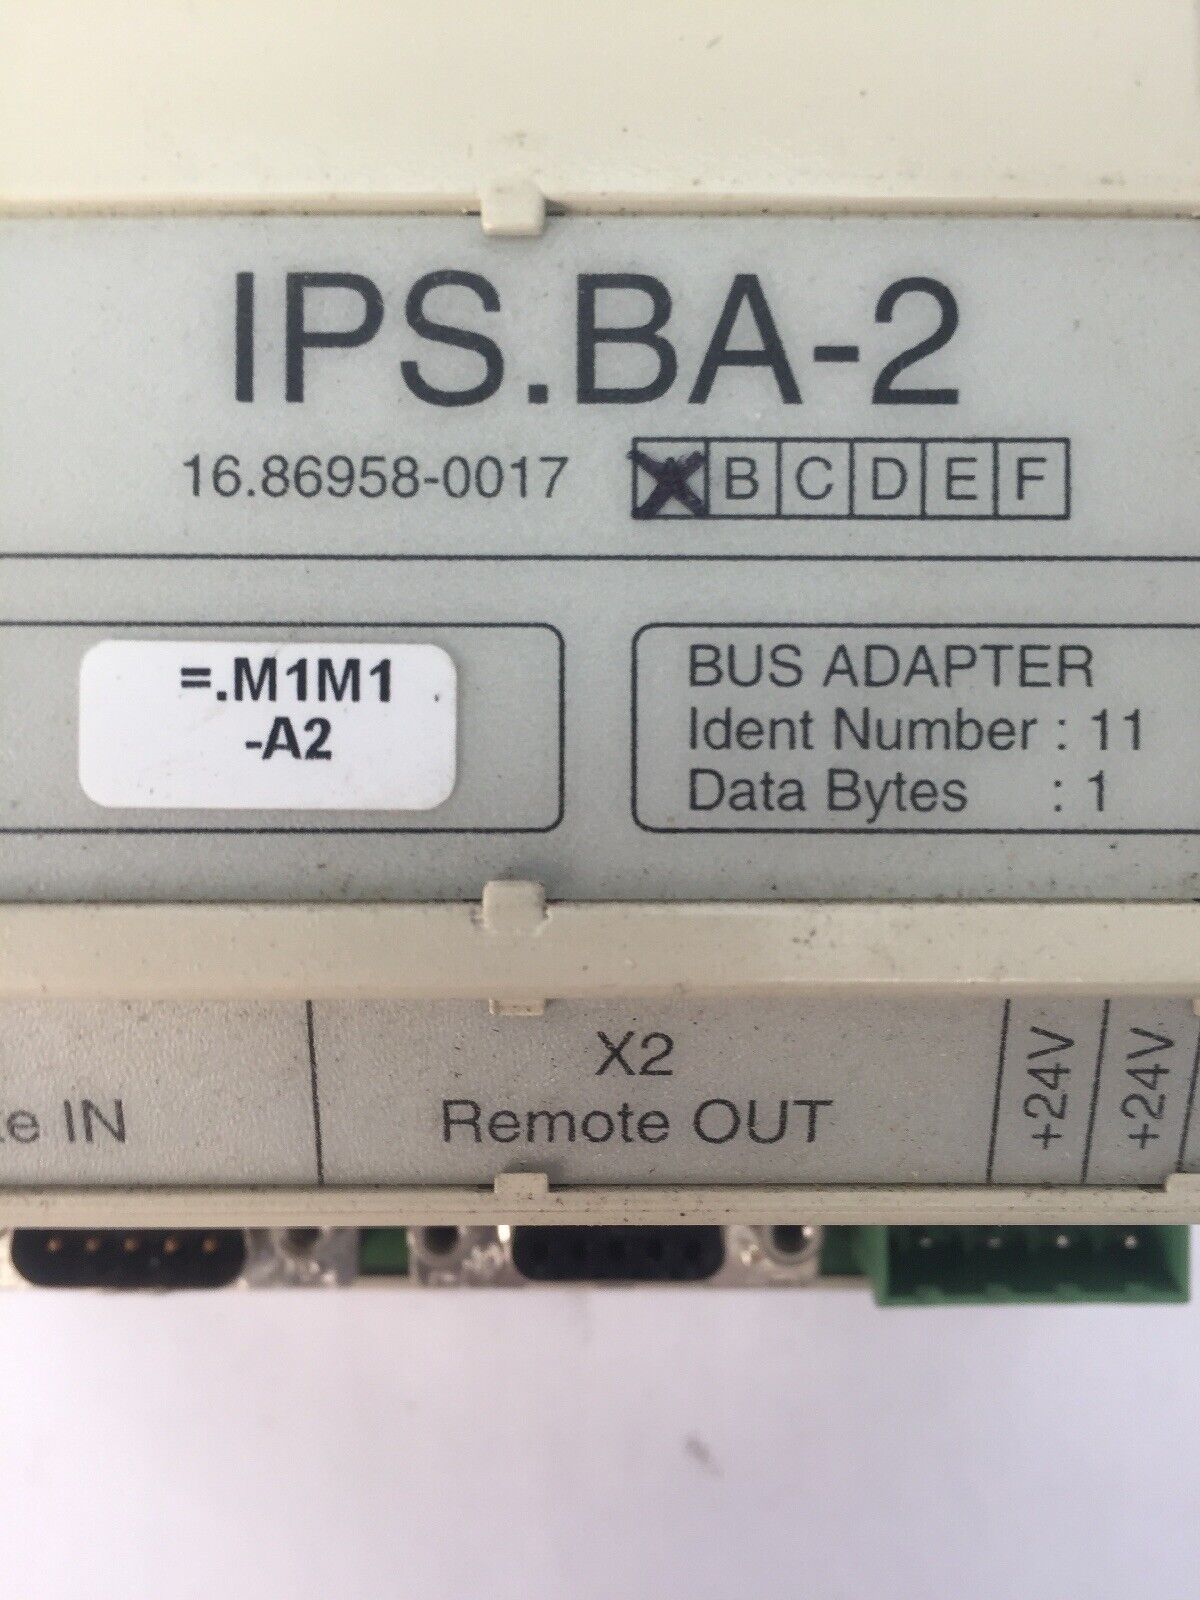 IPS.BA-2
16.86958-0017 B C D E F
=.M1M1
-A2
BUS ADAPTER
Ident Number : 11
Data Bytes : 1
IN
X2
Remote OUT
+24V
+24V